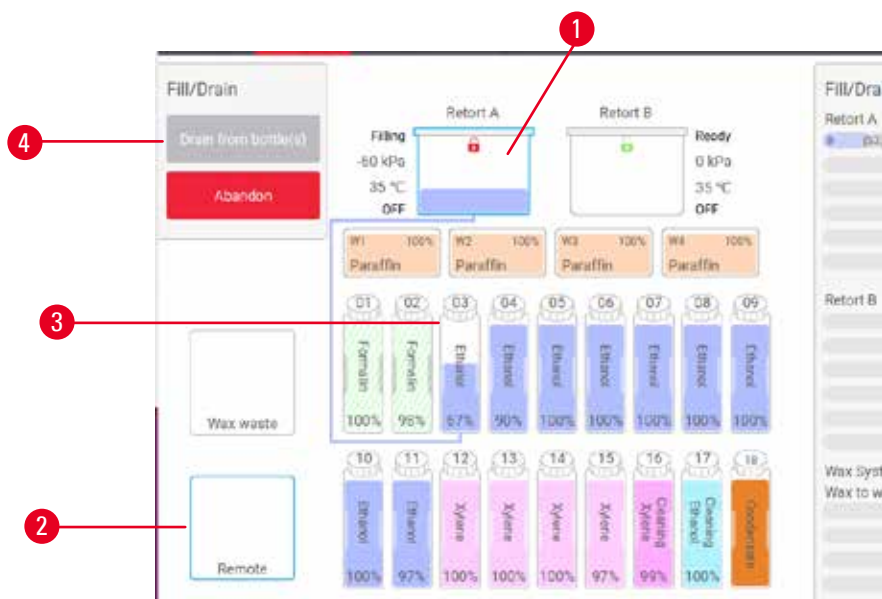 1
Fill/Drain
Fill/Dra
Retort A
Retort B
Retort A
4
Drain from bottle(s)
Filling
Ready
-60 kPa
0 kPa
Abandon
35 °C
35 °C
OFF
OFF
W1 100%
W2 100%
W3 100%
W4 100%
Paraffin
Paraffin
Paraffin
Paraffin
3
01 02 03 04 05 06 07 08 09
Retort B
Formalin
Formalin
Ethanol
Ethanol
Ethanol
Ethanol
Ethanol
Ethanol
Ethanol
100% 98% 67% 90% 100% 100% 100% 100% 100%
Wax waste
10 11 12 13 14 15 16 17 18
Wax Syst
Wax to w
2
Ethanol
Ethanol
Xylene
Xylene
Xylene
Xylene
Cleaning
Xylene
Cleaning
Ethanol
Condensate
Remote
100% 97% 100% 100% 100% 97% 99% 100%